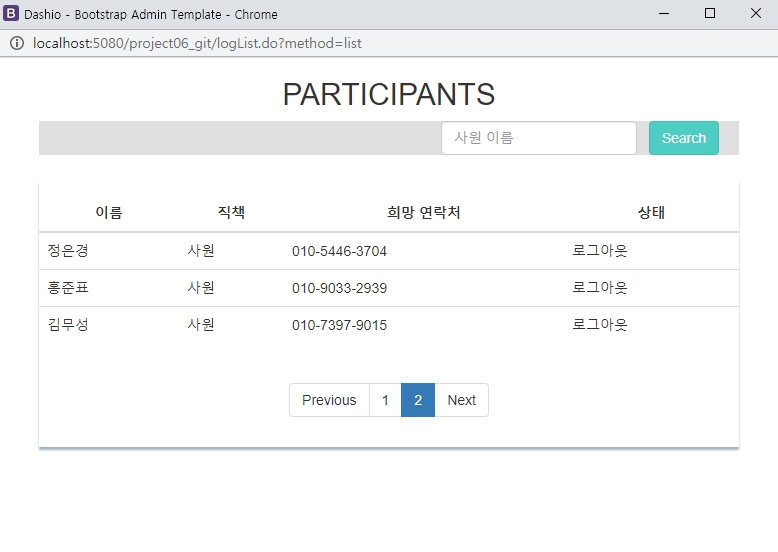 B Dashio - Bootstrap Admin Template - Chrome
localhost:5080/project06_git/logList.do?method=list
PARTICIPANTS
사원 이름 Search
이름 직책 희망 연락처 상태
정은경 사원 010-5446-3704 로그아웃
홍준표 사원 010-9033-2939 로그아웃
김무성 사원 010-7397-9015 로그아웃
Previous 1 2 Next